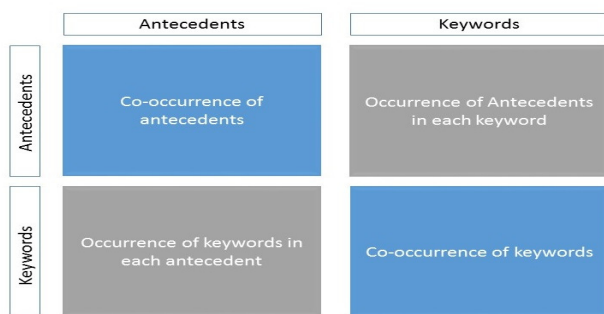 Antecedents
Keywords
Antecedents
Co-occurrence of
antecedents
Occurrence of Antecedents
in each keyword
Keywords
Occurrence of keywords in
each antecedent
Co-occurrence of keywords